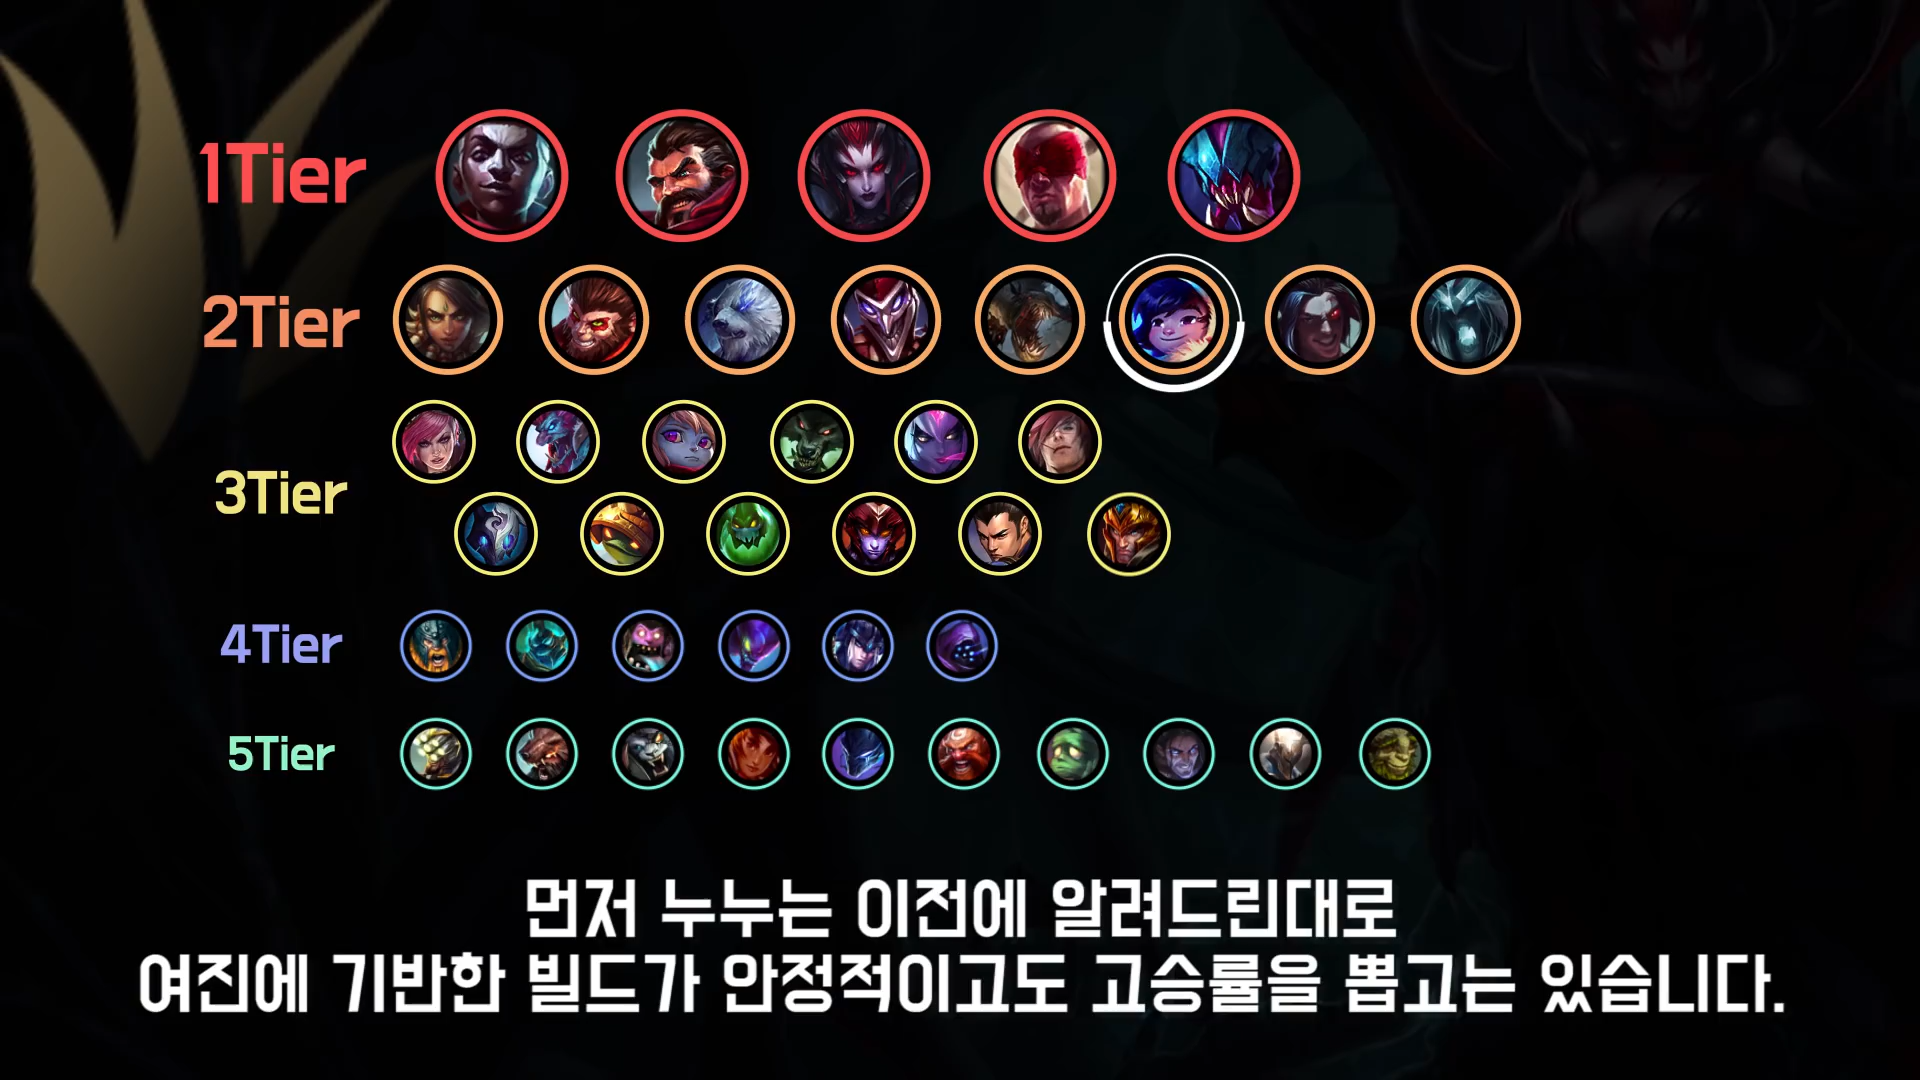 1Tier
2Tier
3Tier
4Tier
5Tier
먼저 누누는 이전에 알려드린대로
여진에 기반한 빌드가 안정적이고도 고승률을 뽑고는 있습니다.